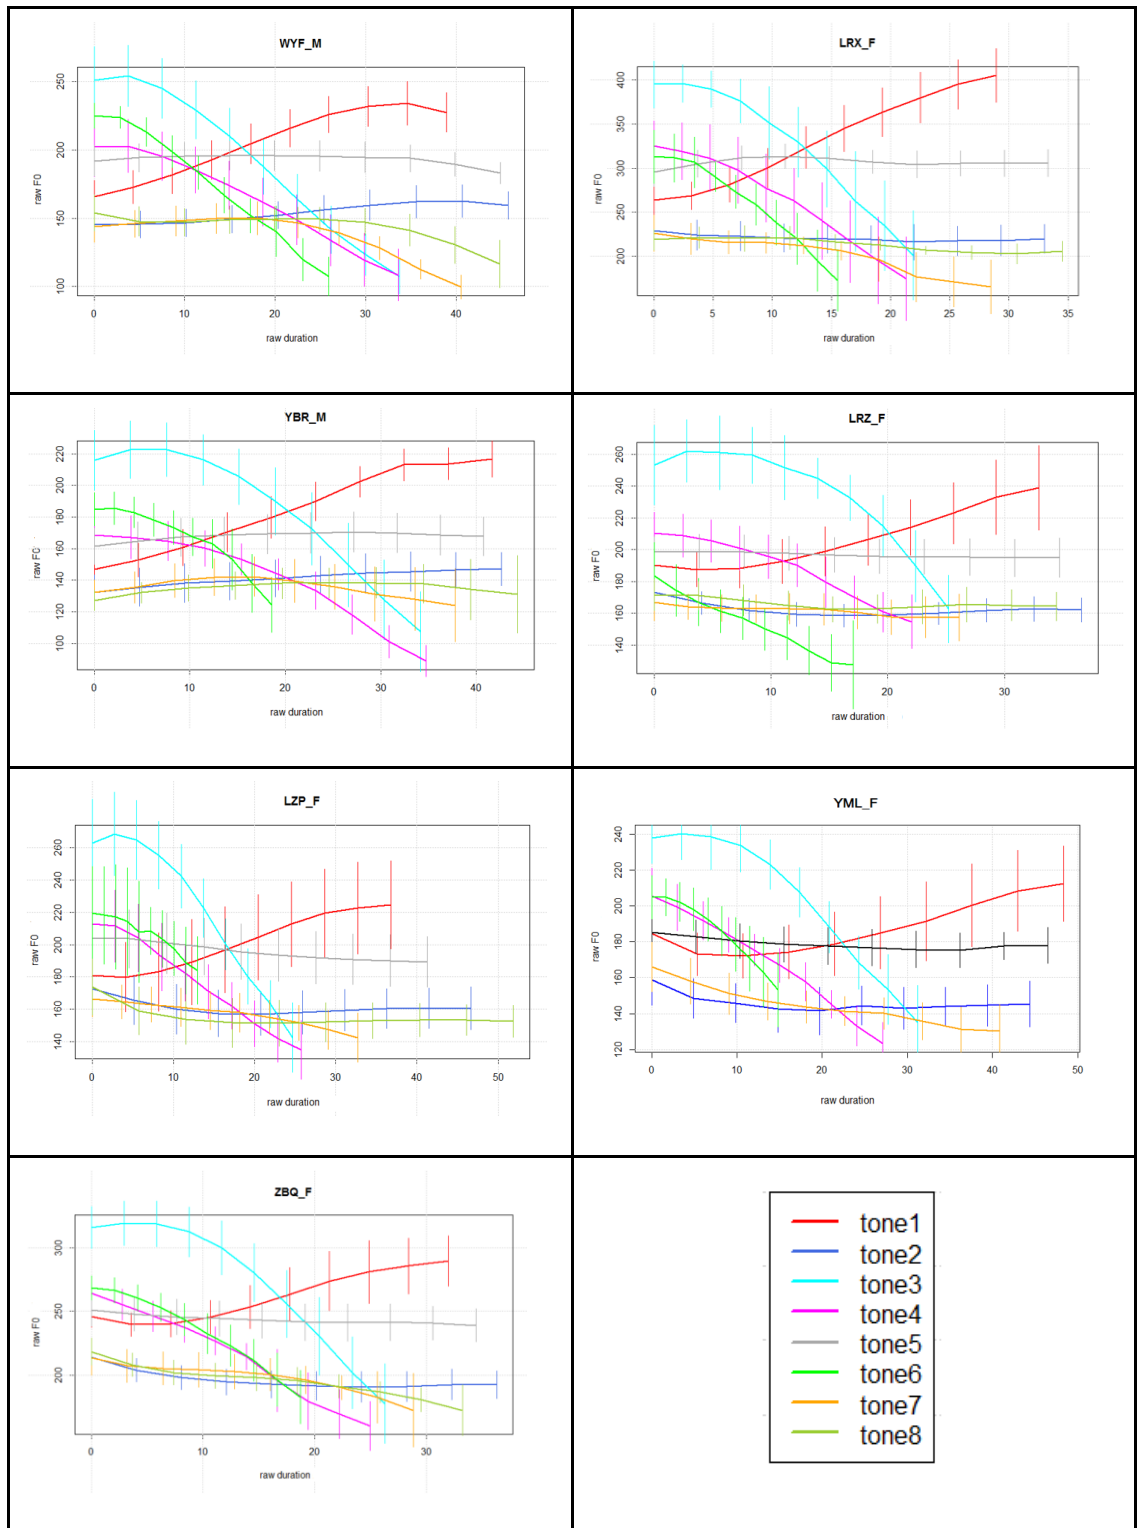 WYF_M
250
200
150
100
raw F0
0
10
20
30
40
raw duration
LRX_F
400
350
300
250
200
raw F0
0
5
10
15
20
25
30
35
raw duration
YBR_M
220
200
180
160
140
120
100
raw F0
0
10
20
30
40
raw duration
LRZ_F
260
240
220
200
180
160
140
raw F0
0
10
20
30
raw duration
LZP_F
260
240
220
200
180
160
140
raw F0
0
10
20
30
40
50
raw duration
YML_F
240
220
200
180
160
140
120
raw F0
0
10
20
30
40
50
raw duration
ZBQ_F
300
250
200
raw F0
0
10
20
30
raw duration
tone1
tone2
tone3
tone4
tone5
tone6
tone7
tone8